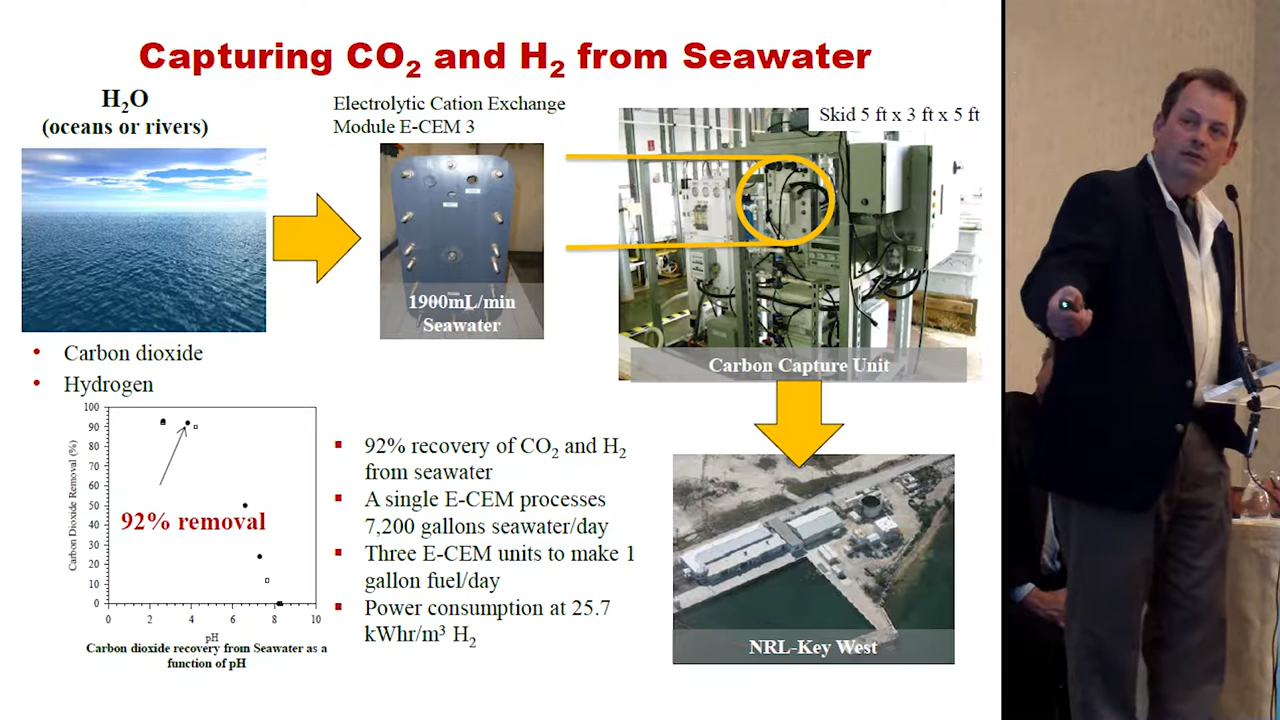 Capturing CO₂ and H₂ from Seawater
H₂O
(oceans or rivers)
Electrolytic Cation Exchange
Module E-CEM 3
Skid 5 ft x 3 ft x 5 ft
1900mL/min
Seawater
Carbon Capture Unit
• Carbon dioxide
• Hydrogen
100
90
80
70
60
50
40
30
20
10
0
Carbon Dioxide Removal (%)
92% removal
0 2 4 6 8 10
pH
Carbon dioxide recovery from Seawater as a
function of pH
▪ 92% recovery of CO₂ and H₂
from seawater
▪ A single E-CEM processes
7,200 gallons seawater/day
▪ Three E-CEM units to make 1
gallon fuel/day
▪ Power consumption at 25.7
kWhr/m³ H₂
NRL-Key West